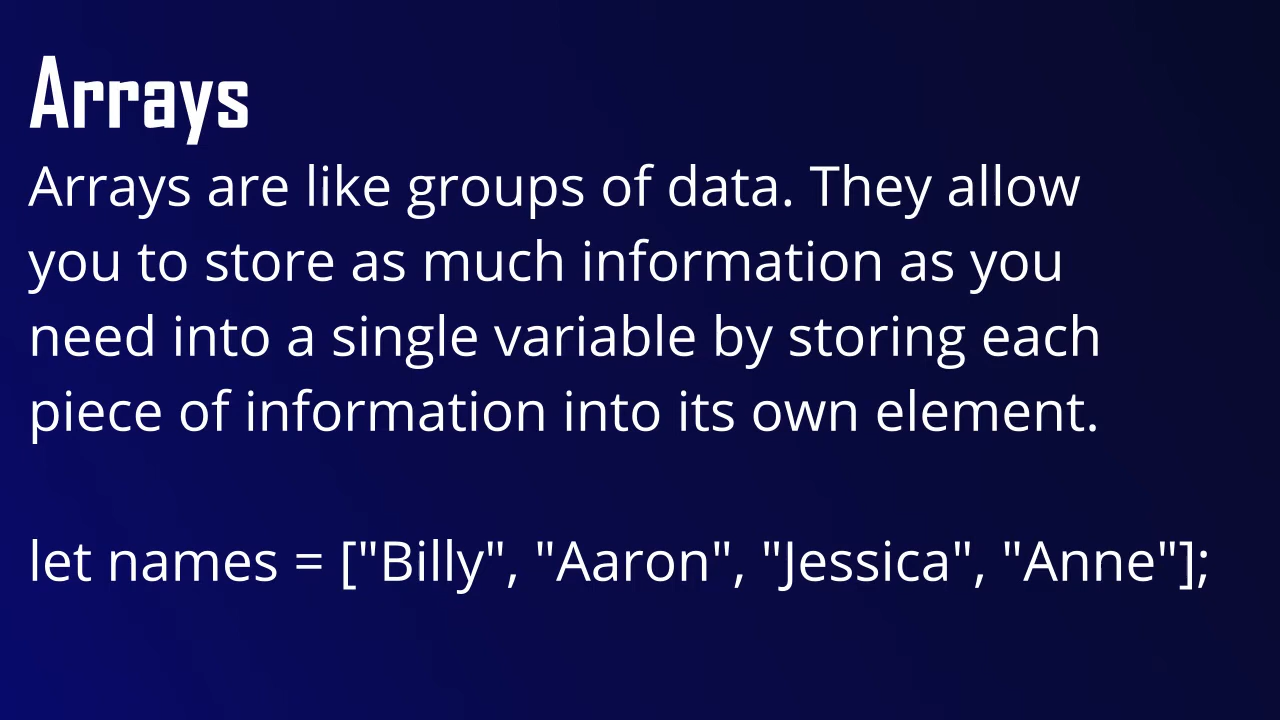 Arrays
Arrays are like groups of data. They allow
you to store as much information as you
need into a single variable by storing each
piece of information into its own element.
let names = ["Billy", "Aaron", "Jessica", "Anne"];